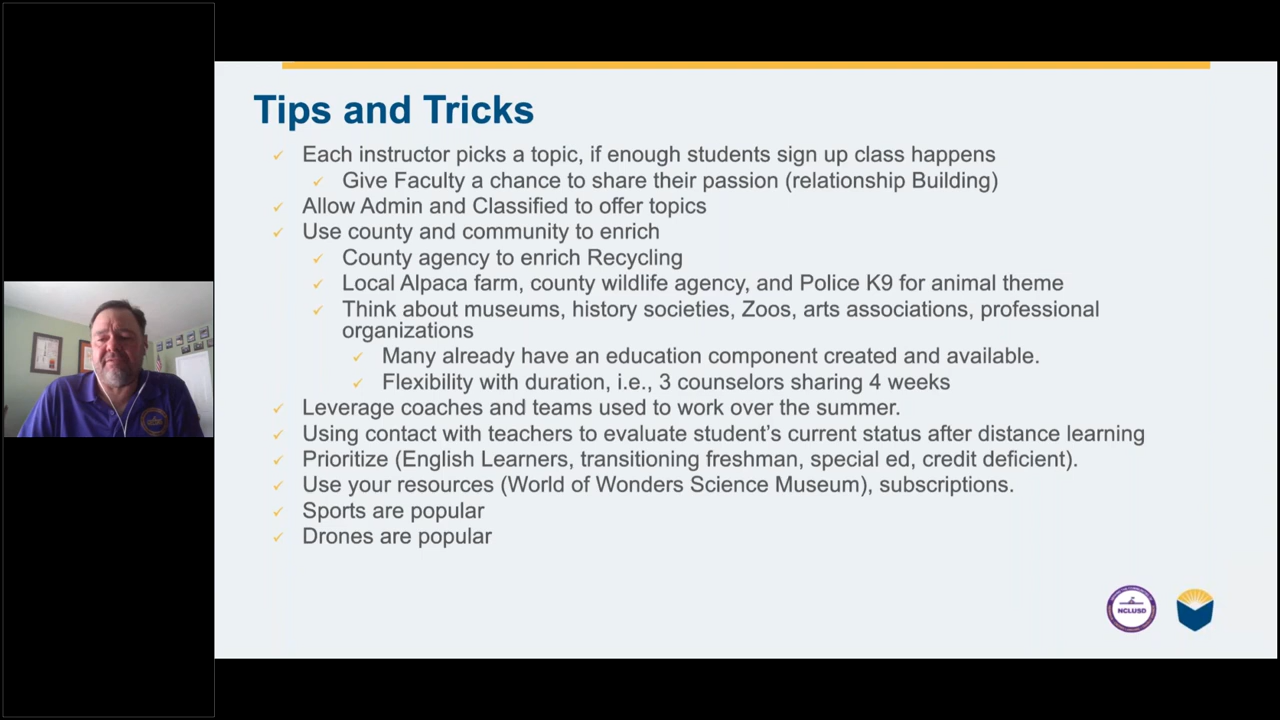 Tips and Tricks
Each instructor picks a topic, if enough students sign up class happens
Give Faculty a chance to share their passion (relationship Building)
Allow Admin and Classified to offer topics
Use county and community to enrich
County agency to enrich Recycling
Local Alpaca farm, county wildlife agency, and Police K9 for animal theme
Think about museums, history societies, Zoos, arts associations, professional
organizations
Many already have an education component created and available.
Flexibility with duration, i.e., 3 counselors sharing 4 weeks
Leverage coaches and teams used to work over the summer.
Using contact with teachers to evaluate student’s current status after distance learning
Prioritize (English Learners, transitioning freshman, special ed, credit deficient).
Use your resources (World of Wonders Science Museum), subscriptions.
Sports are popular
Drones are popular
NCLUSD